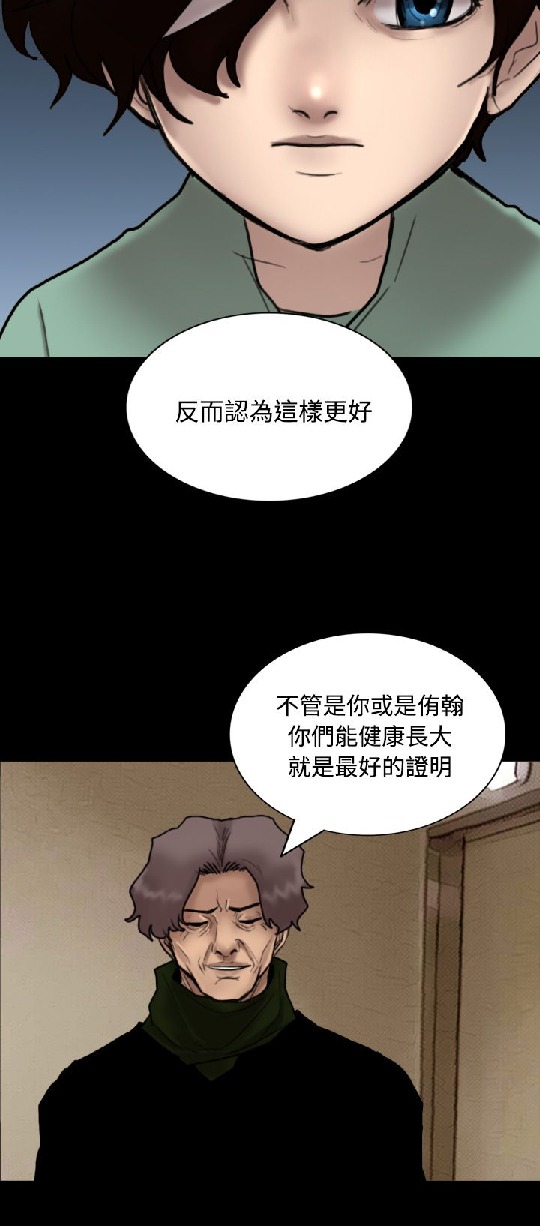 反而認為這樣更好
不管是你或是侑翰
你們能健康長大
就是最好的證明